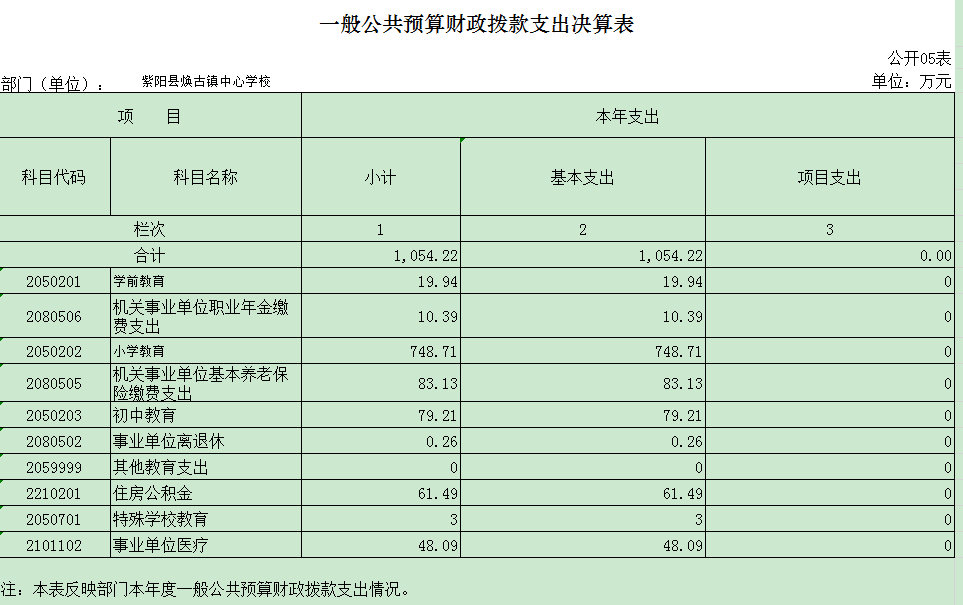 一般公共预算财政拨款支出决算表
公开05表
部门（单位）： 紫阳县焕古镇中心学校 单位：万元
项 目 本年支出
科目代码 科目名称 小计 基本支出 项目支出
栏次 1 2 3
合计 1,054.22 1,054.22 0.00
2050201 学前教育 19.94 19.94 0
2080506 机关事业单位职业年金缴 10.39 10.39 0
费支出
2050202 小学教育 748.71 748.71 0
2080505 机关事业单位基本养老保 83.13 83.13 0
险缴费支出
2050203 初中教育 79.21 79.21 0
2080502 事业单位离退休 0.26 0.26 0
2059999 其他教育支出 0 0 0
2210201 住房公积金 61.49 61.49 0
2050701 特殊学校教育 3 3 0
2101102 事业单位医疗 48.09 48.09 0
注：本表反映部门本年度一般公共预算财政拨款支出情况。